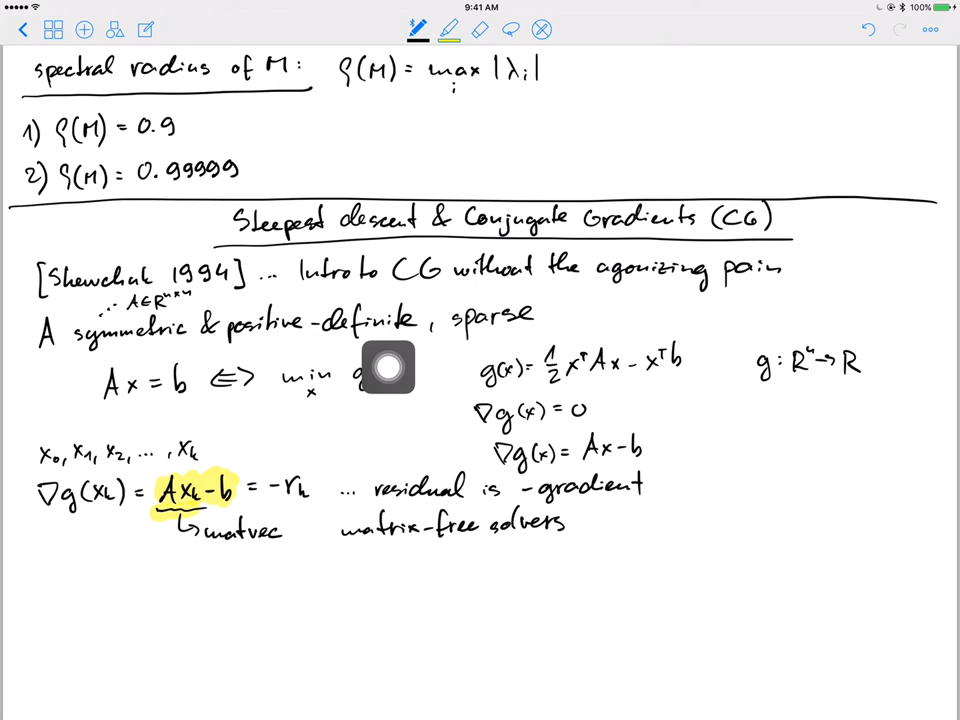 9:41 AM
100%
spectral radius of M: ρ(M) = max |λi|
i
1) ρ(M) = 0.9
2) ρ(M) = 0.99999
Steepest descent & Conjugate Gradients (CG)
[Shewchuk 1994] ... Intro to CG without the agonizing pain
... A∈R^n×n
A symmetric & positive-definite, sparse
Ax = b <=> min
x
g(x) = 1/2 x^T Ax - x^T b
g: R^n → R
∇g(x) = 0
∇g(x) = Ax-b
x0, x1, x2, ..., xk
∇g(xk) = Axk-b = -rk ... residual is -gradient
↳ matvec matrix-free solvers